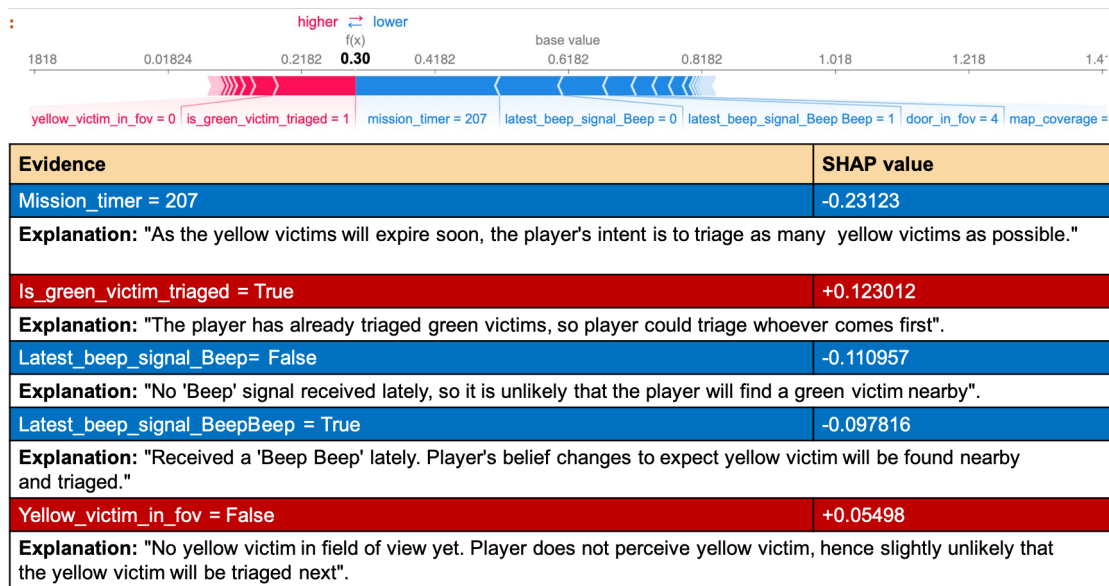 :
higher ⇄ lower
f(x) base value
1818 0.01824 0.2182 0.30 0.4182 0.6182 0.8182 1.018 1.218 1.4
yellow_victim_in_fov = 0 is_green_victim_triaged = 1 mission_timer = 207 latest_beep_signal_Beep = 0 latest_beep_signal_Beep Beep = 1 door_in_fov = 4 map_coverage =
Evidence SHAP value
Mission_timer = 207 -0.23123
Explanation: "As the yellow victims will expire soon, the player's intent is to triage as many yellow victims as possible."
Is_green_victim_triaged = True +0.123012
Explanation: "The player has already triaged green victims, so player could triage whoever comes first".
Latest_beep_signal_Beep= False -0.110957
Explanation: "No 'Beep' signal received lately, so it is unlikely that the player will find a green victim nearby".
Latest_beep_signal_BeepBeep = True -0.097816
Explanation: "Received a 'Beep Beep' lately. Player's belief changes to expect yellow victim will be found nearby
and triaged."
Yellow_victim_in_fov = False +0.05498
Explanation: "No yellow victim in field of view yet. Player does not perceive yellow victim, hence slightly unlikely that
the yellow victim will be triaged next".